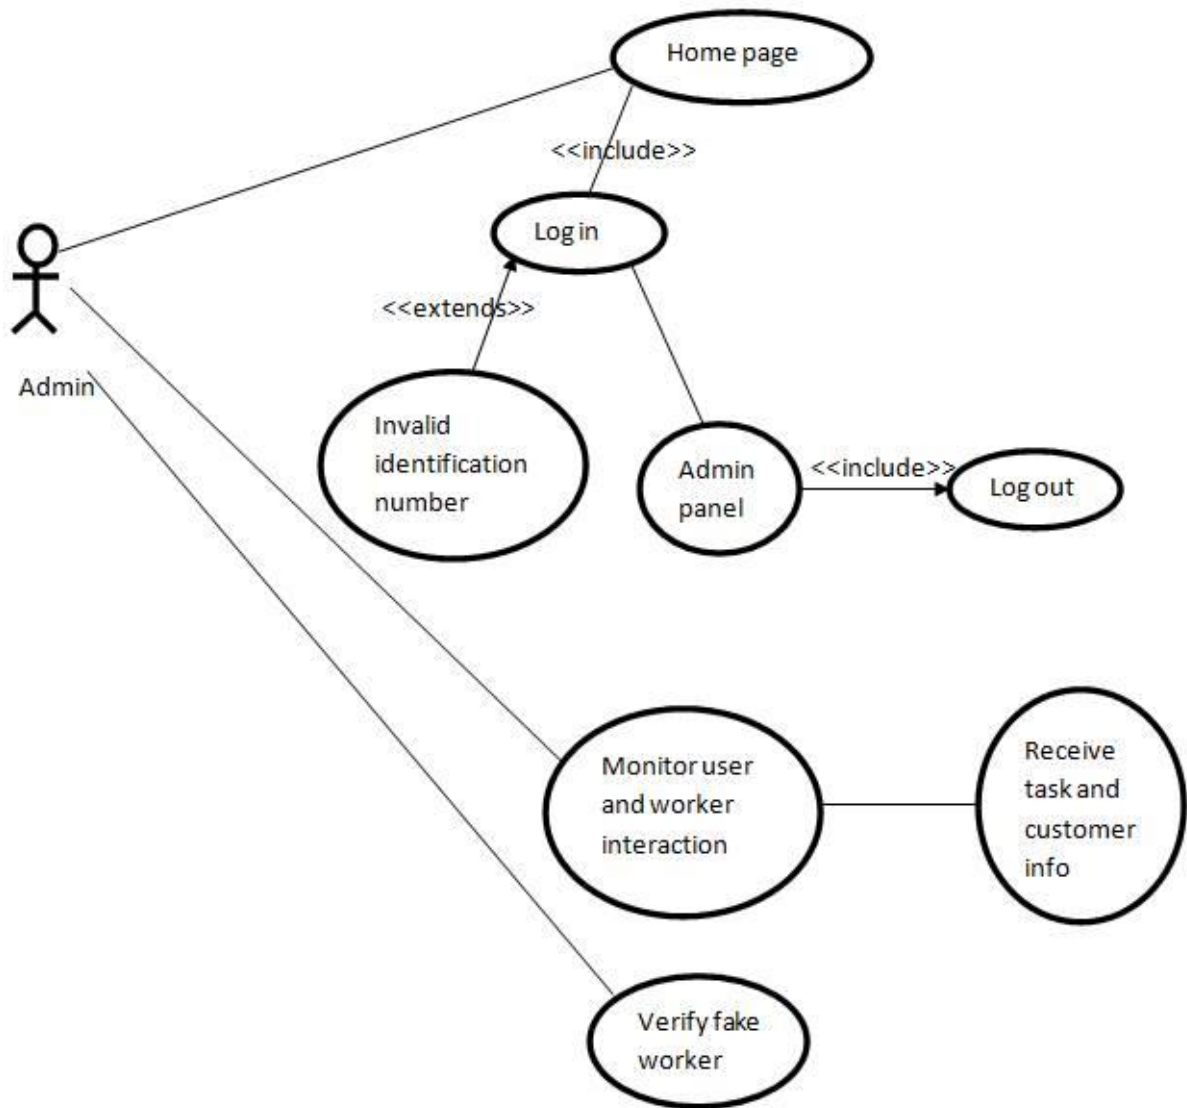 Home page
<<include>>
Log in
<<extends>>
Admin
Invalid
identification
number
Admin
panel
<<include>>
Log out
Monitor user
and worker
interaction
Receive
task and
customer
info
Verify fake
worker